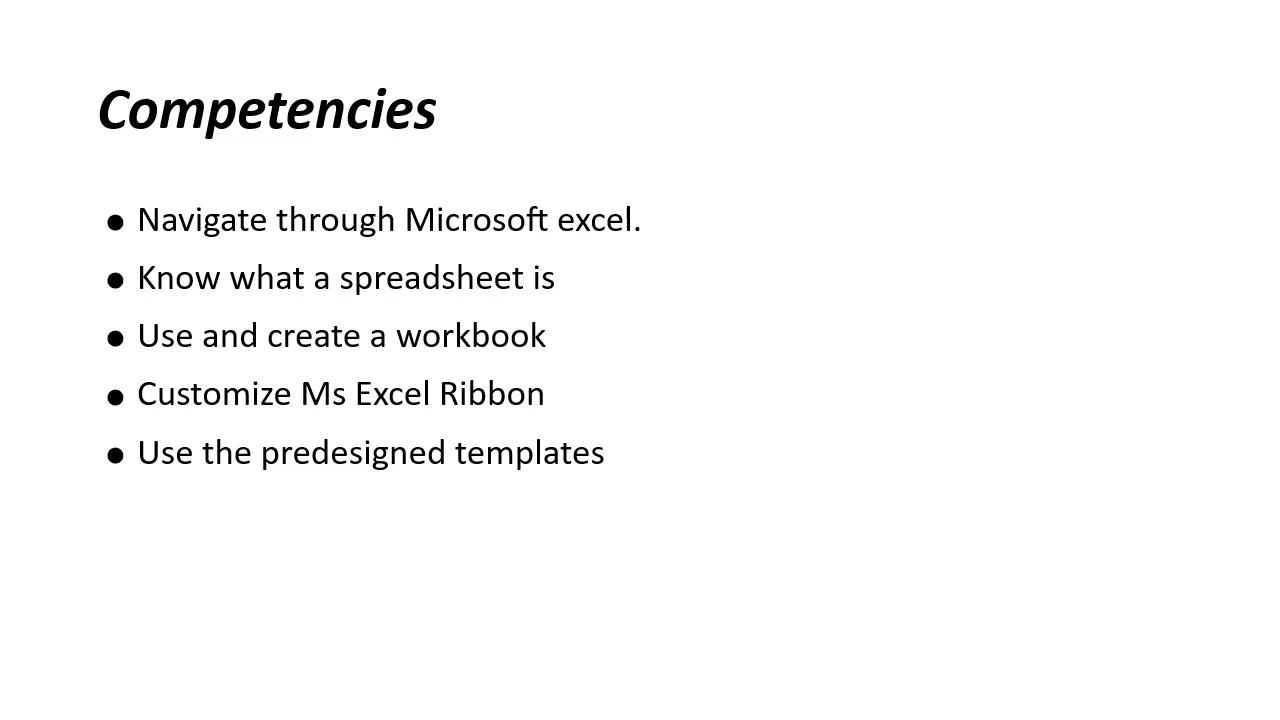 Competencies
● Navigate through Microsoft excel.
● Know what a spreadsheet is
● Use and create a workbook
● Customize Ms Excel Ribbon
● Use the predesigned templates